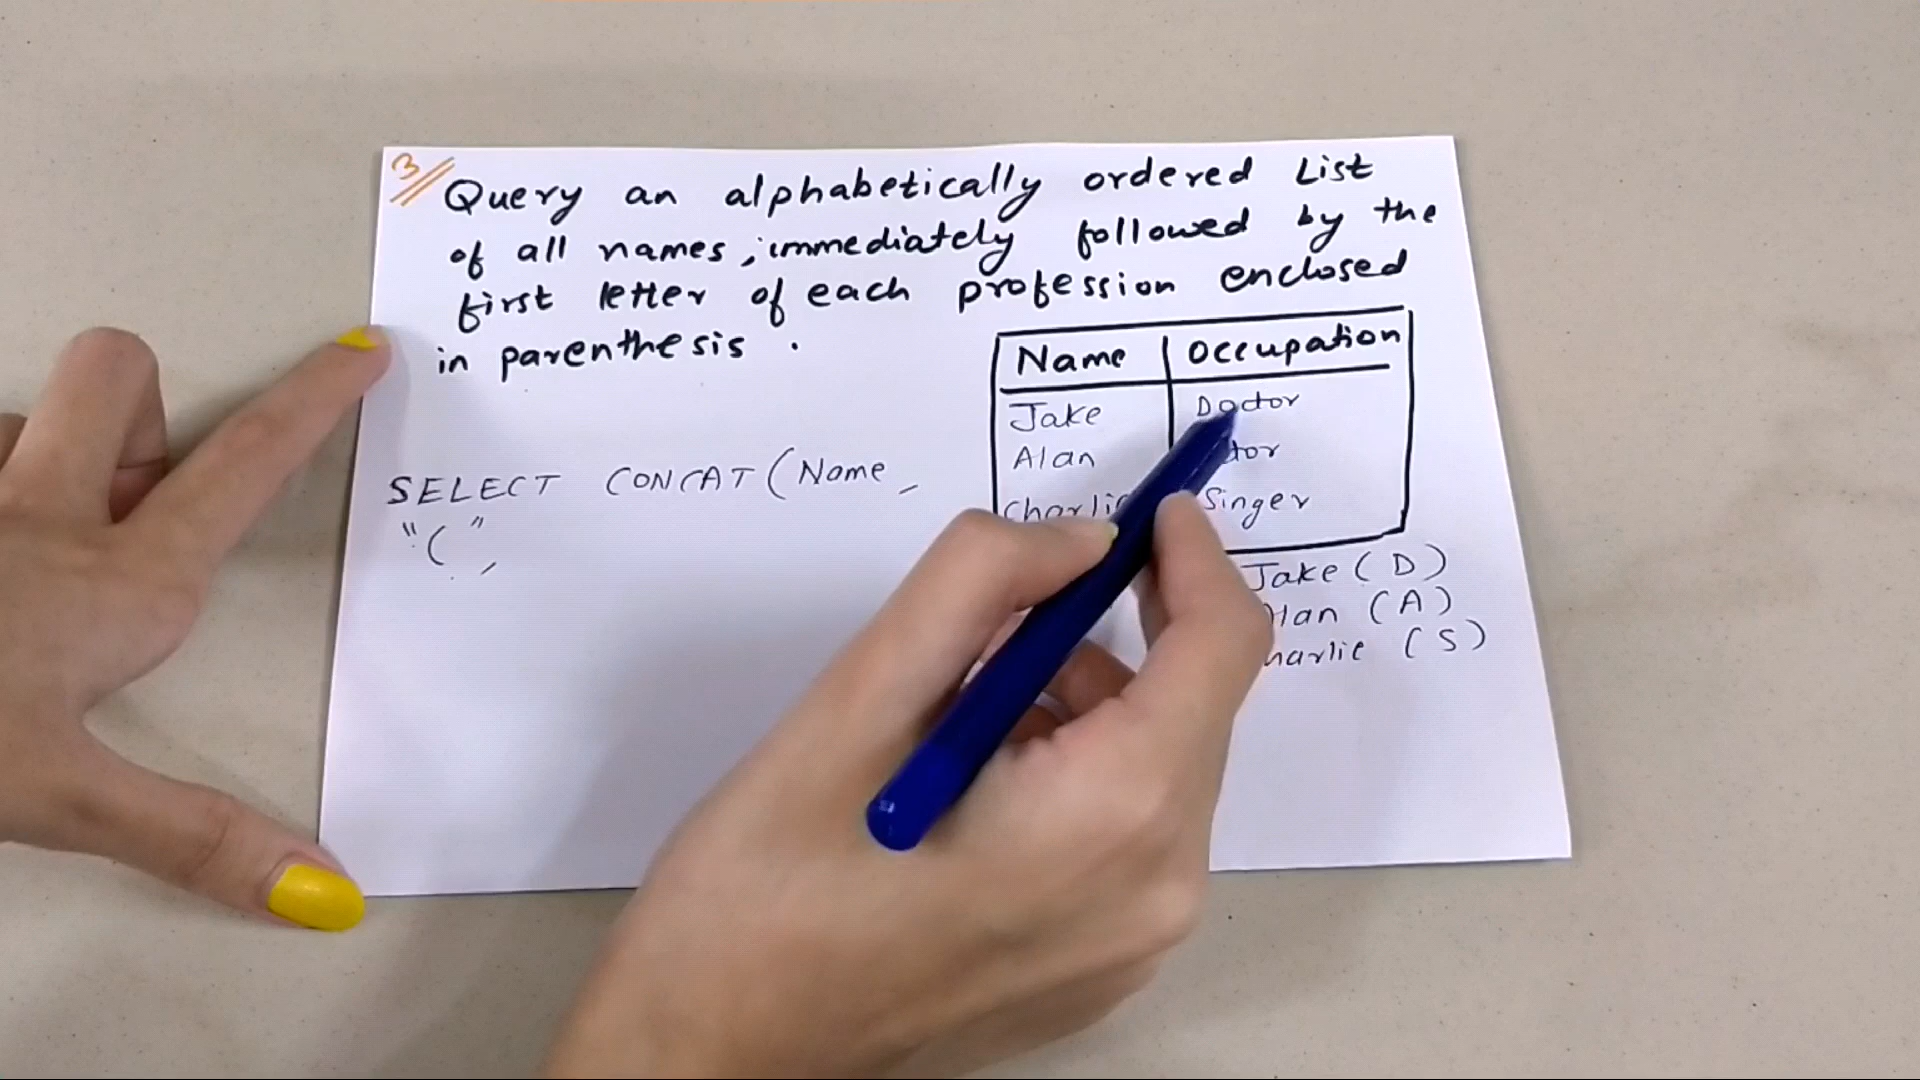 3
Query an alphabetically ordered List
of all names, immediately followed by the
first letter of each profession enclosed
in parenthesis.
Name Occupation
Jake Doctor
Alan
Singer
SELECT CONCAT (Name,
"(",
Jake (D)
(A)
(S)